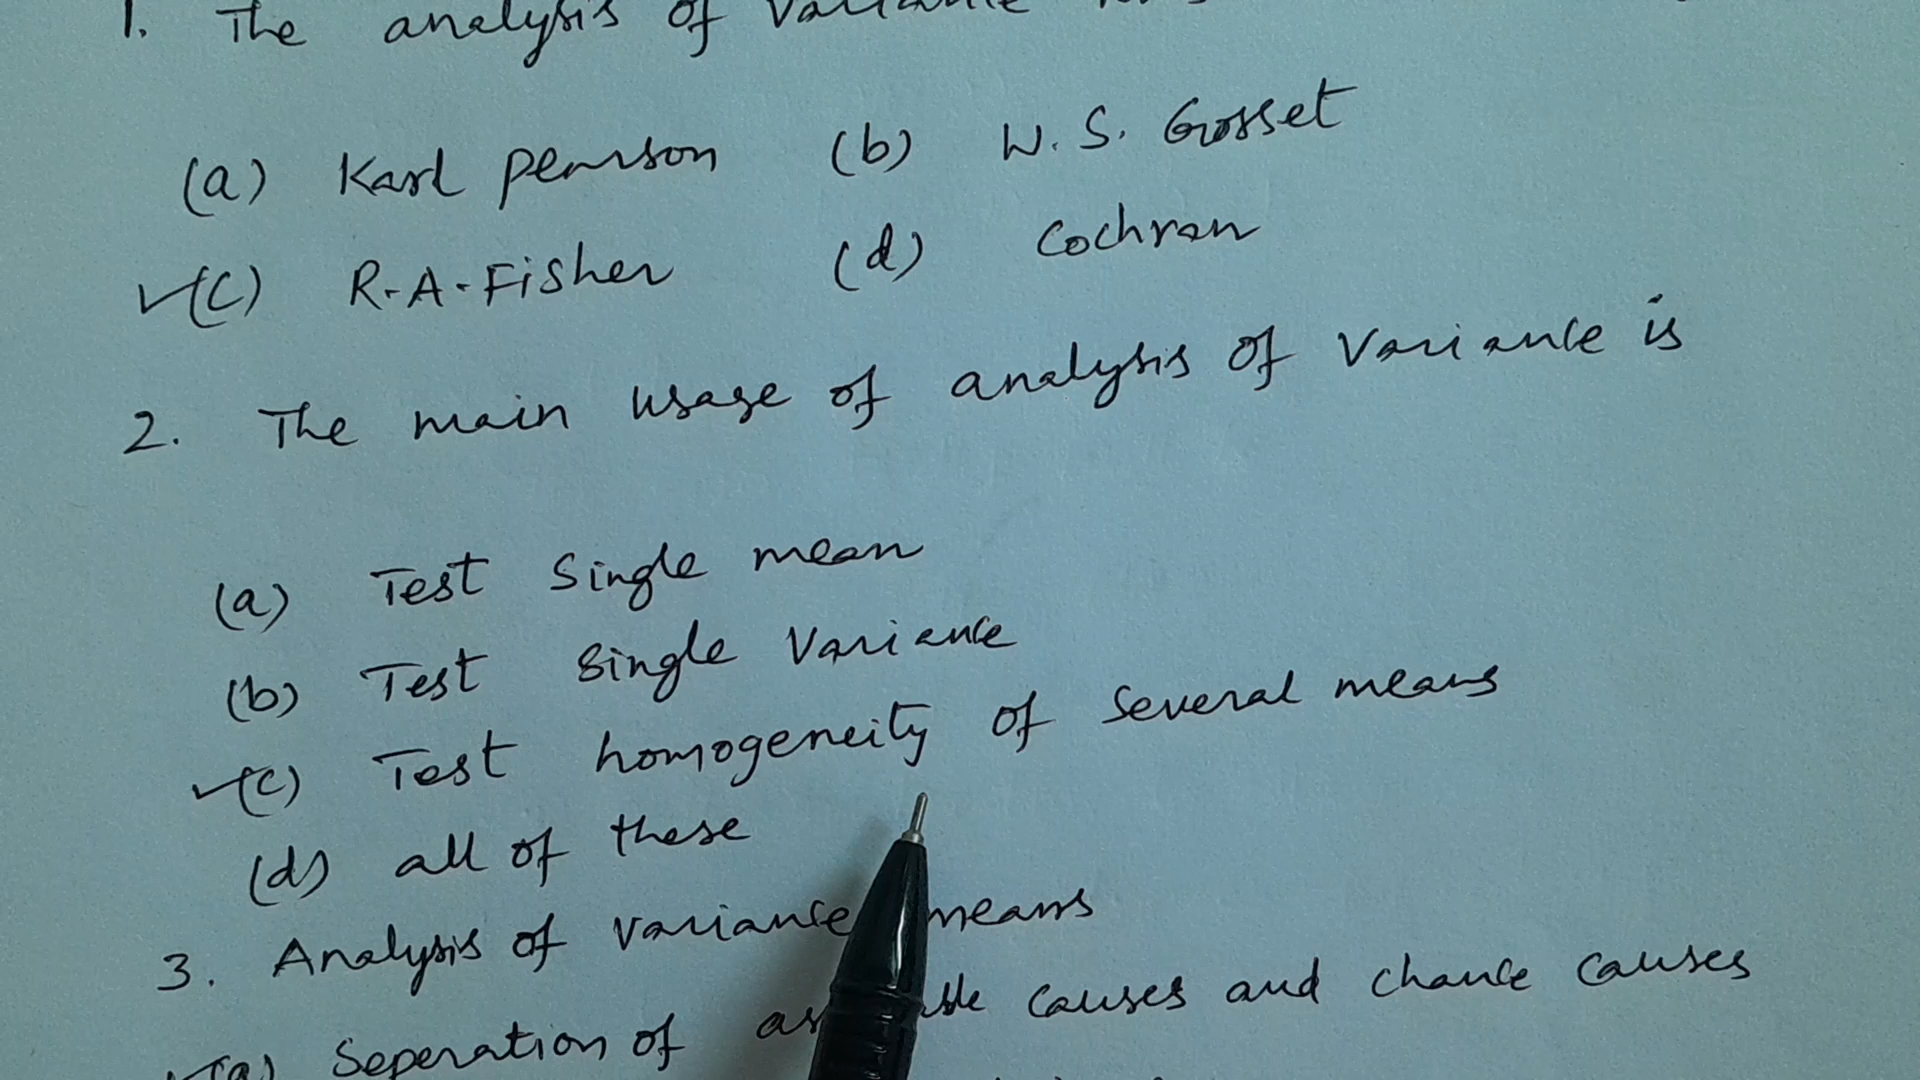 1. The analysis of Variance
(a) Karl pearson (b) W. S. Gosset
(c) R.A. Fisher (d) Cochran
2. The main usage of analysis of Variance is
(a) Test Single mean
(b) Test Single Variance
(c) Test homogeneity of Several means
(d) all of these
3. Analysis of Variance means
(a) Seperation of causes and chance causes